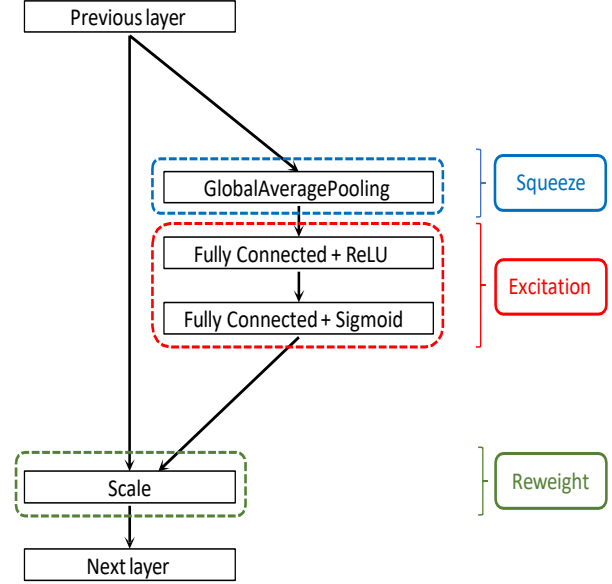 Previous layer
GlobalAveragePooling
Squeeze
Fully Connected + ReLU
Excitation
Fully Connected + Sigmoid
Scale
Reweight
Next layer